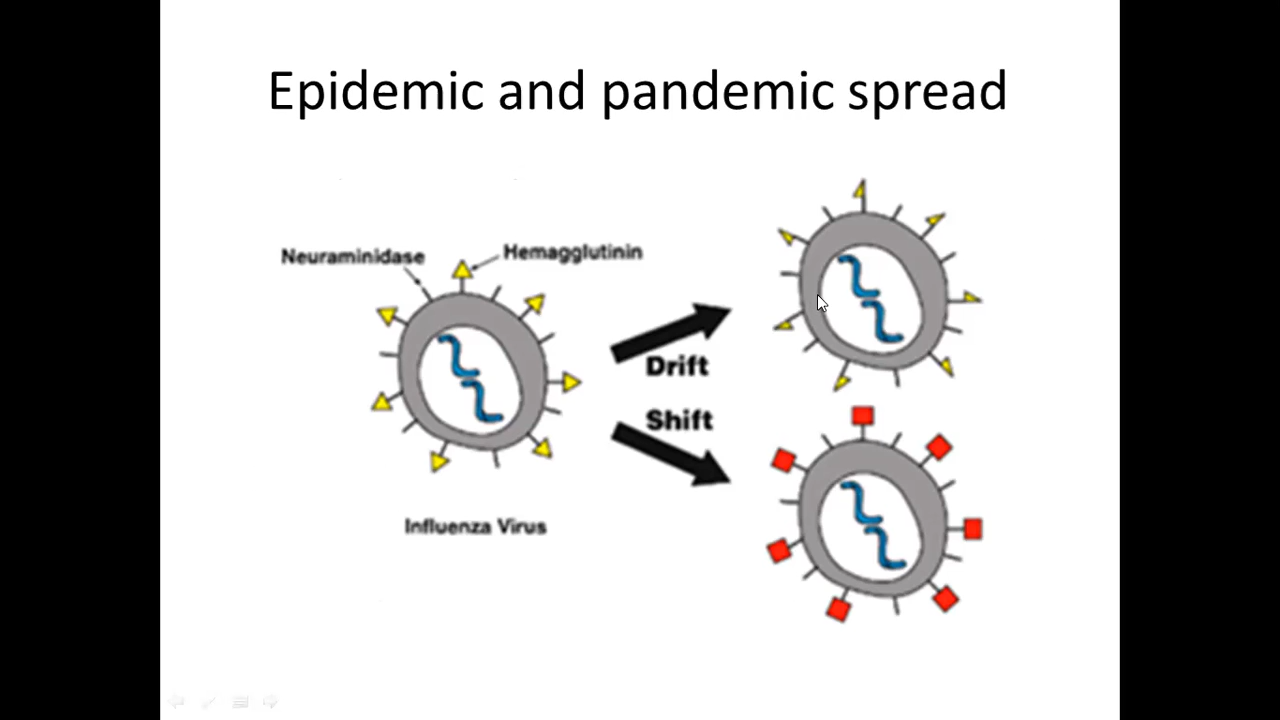 Epidemic and pandemic spread
Neuraminidase
Hemagglutinin
Drift
Shift
Influenza Virus